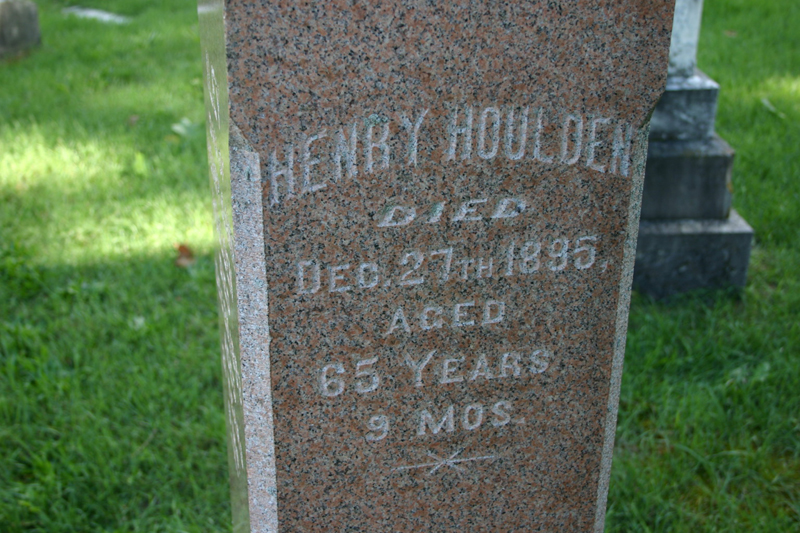 HENRY HOULDEN
DIED
DEC. 27TH 1895.
AGED
65 YEARS
9 MOS.